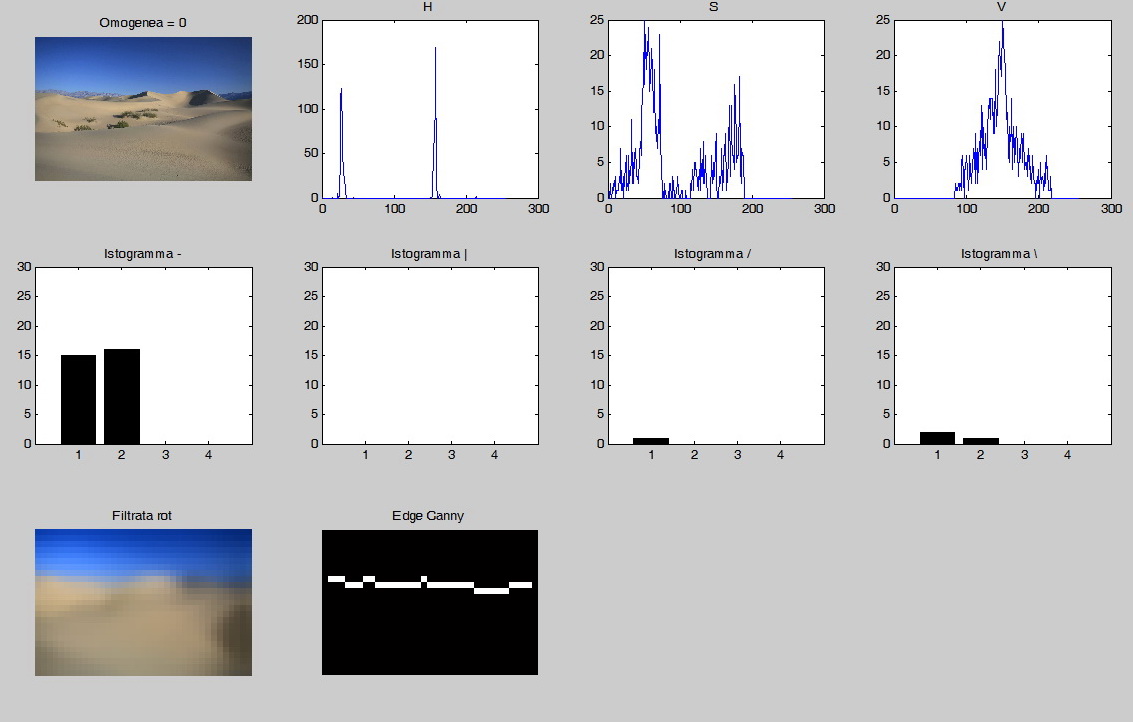 Omogenea = 0
H
S
V
200
150
100
50
0
0 100 200 300
25
20
15
10
5
0
0 100 200 300
25
20
15
10
5
0
0 100 200 300
Istogramma -
Istogramma |
Istogramma /
Istogramma \
30
25
20
15
10
5
0
1 2 3 4
30
25
20
15
10
5
0
1 2 3 4
30
25
20
15
10
5
0
1 2 3 4
30
25
20
15
10
5
0
1 2 3 4
Filtrata rot
Edge Canny